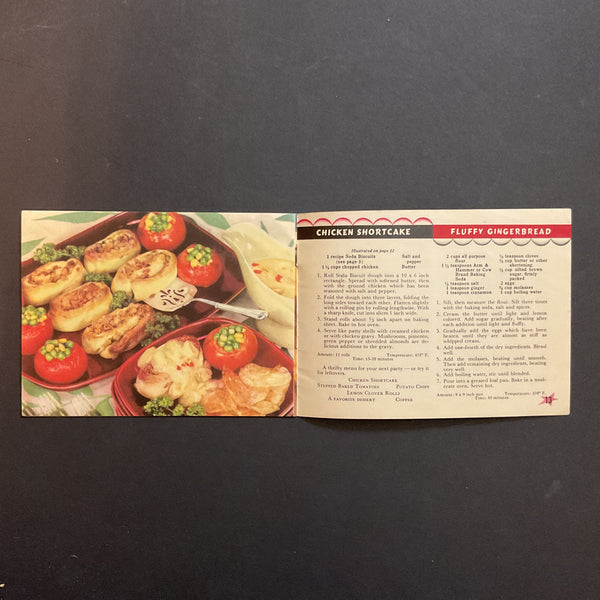 CHICKEN SHORTCAKE
Illustrated on page 12
1 recipe Soda Biscuits
(see page 5)
1½ cups chopped chicken
Salt and
pepper
Butter
1. Roll Soda Biscuit dough into a 10 x 6 inch
rectangle. Spread with softened butter, then
with the ground chicken which has been
seasoned with salt and pepper.
2. Fold the dough into three layers, folding the
long sides toward each other. Flatten slightly
with a rolling pin by rolling lengthwise. With
a sharp knife, cut into slices 1 inch wide.
3. Stand rolls about ½ inch apart on baking
sheet. Bake in hot oven.
4. Serve like party shells with creamed chicken
or with chicken gravy. Mushrooms, pimento,
green pepper or shredded almonds are de-
licious additions to the gravy.
Amount: 12 rolls
Temperature: 475° F.
Time: 15-18 minutes
A thrifty menu for your next party — or try it
for leftovers.
CHICKEN SHORTCAKE
STUFFED BAKED TOMATOES POTATO CHIPS
LEMON CLOVER ROLLS
A FAVORITE DESSERT COFFEE
FLUFFY GINGERBREAD
2 cups all purpose
flour
1½ teaspoons Arm &
Hammer or Cow
Brand Baking
Soda
½ teaspoon salt
1 teaspoon ginger
1 teaspoon cinnamon
teaspoon cloves
cup butter or other
shortening
cup sifted brown
sugar, firmly
packed
2 eggs
cup molasses
cup boiling water
1. Sift, then measure the flour. Sift three times
with the baking soda, salt and spices.
2. Cream the butter until light and lemon
colored. Add sugar gradually, beating after
each addition until light and fluffy.
3. Gradually add the eggs which have been
beaten until they are almost as stiff as
whipped cream.
4. Add one-fourth of the dry ingredients. Blend
well.
5. Add the molasses, beating until smooth.
Then add remaining dry ingredients, beating
very well.
6. Add boiling water, stir until blended.
7. Pour into a greased loaf pan. Bake in a mod-
erate oven. Serve hot.
Amount: 9 x 9 inch pan
Temperature: 350° F.
Time: 45 minutes
13